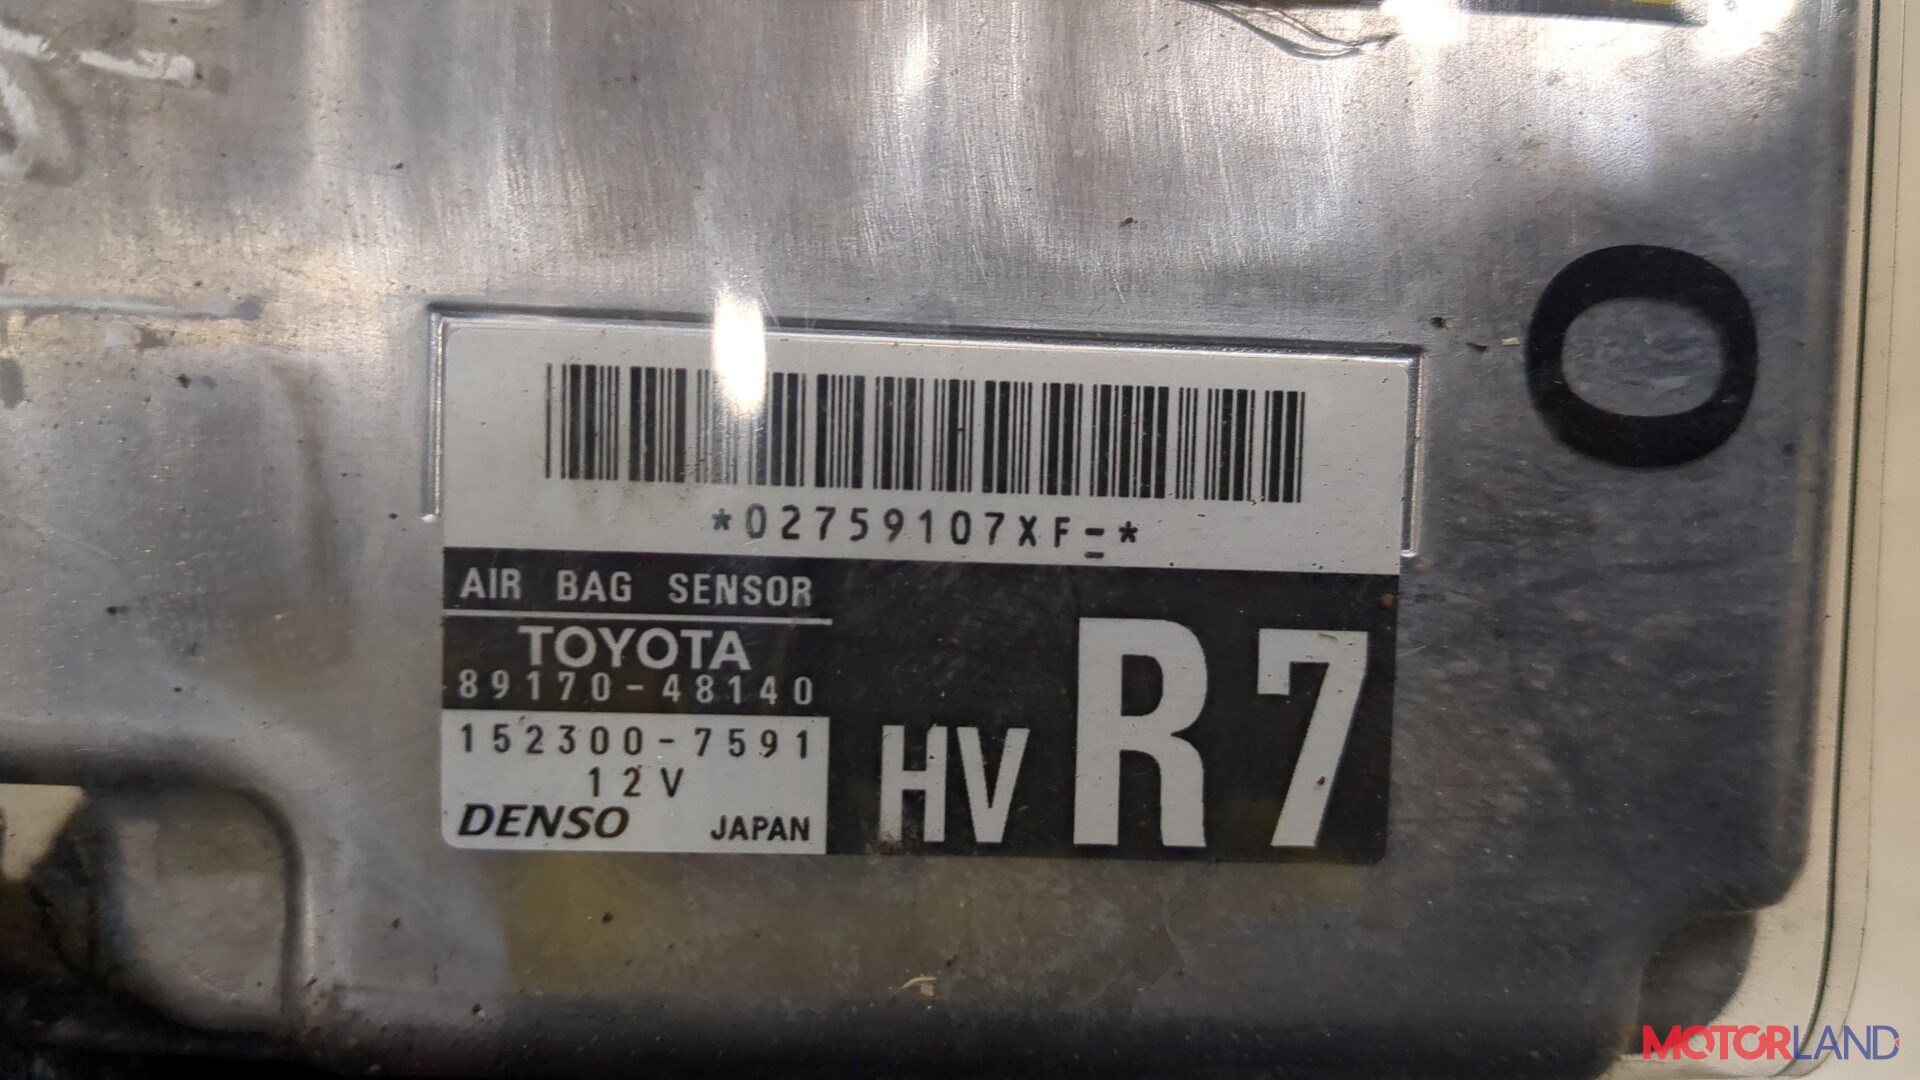 O
*02759107XF=*
AIR BAG SENSOR
TOYOTA
89170-48140
152300-7591
12V
DENSO JAPAN
HV R7
MOTORLAND